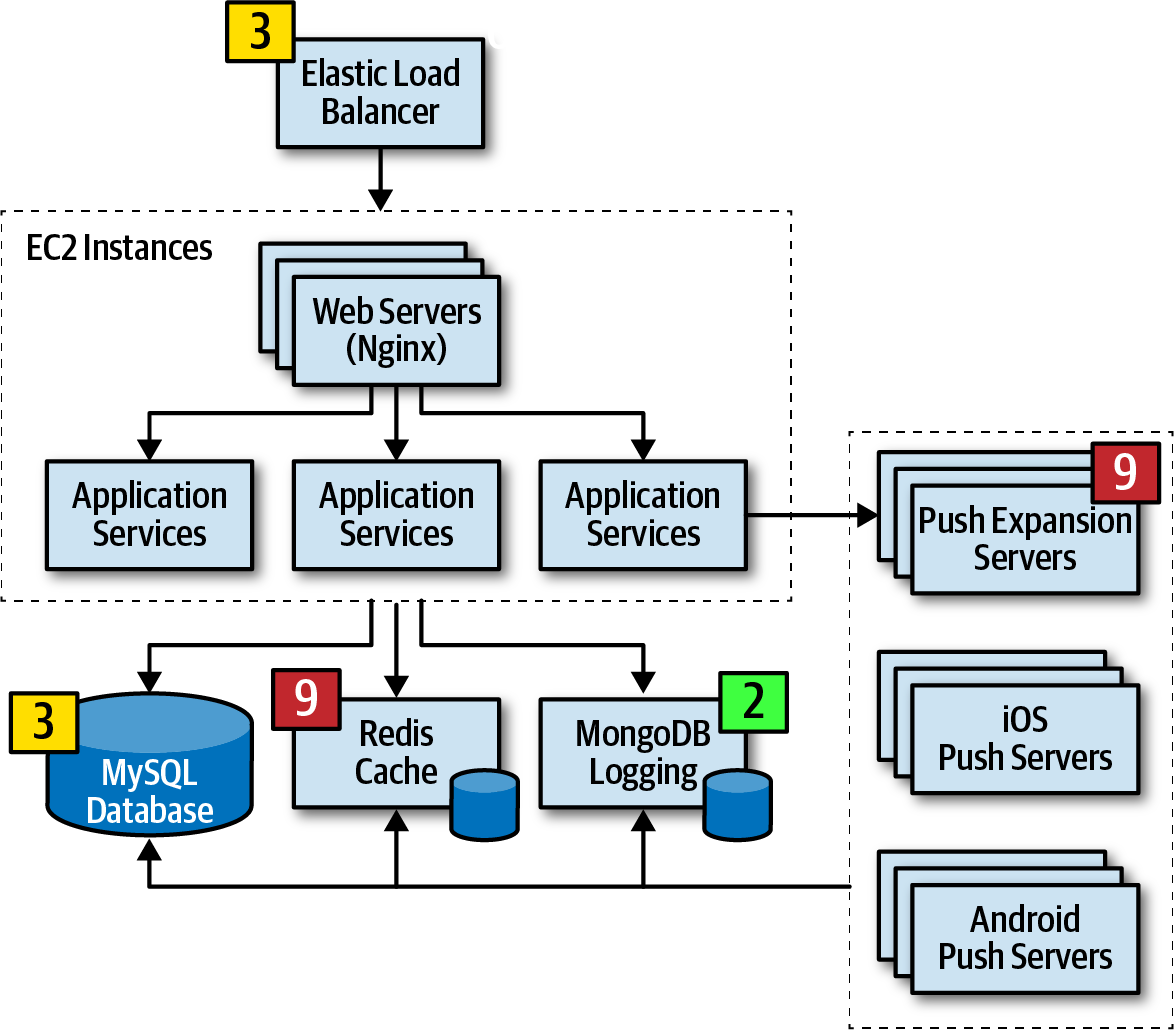 3
Elastic Load
Balancer
EC2 Instances
Web Servers
(Nginx)
Application
Services
Application
Services
Application
Services
9
Push Expansion
Servers
iOS
Push Servers
Android
Push Servers
3
MySQL
Database
9
Redis
Cache
2
MongoDB
Logging